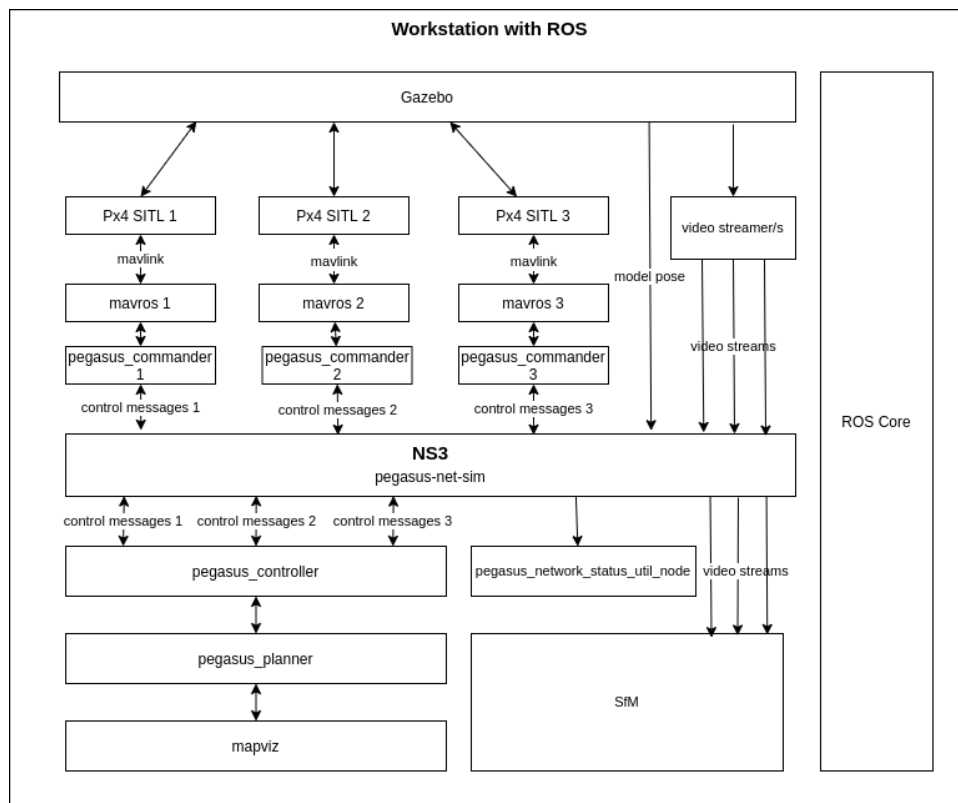 Workstation with ROS
Gazebo
Px4 SITL 1
Px4 SITL 2
Px4 SITL 3
video streamer/s
mavlink
mavlink
mavlink
model pose
mavros 1
mavros 2
mavros 3
video streams
pegasus_commander
1
pegasus_commander
2
pegasus_commander
3
control messages 1
control messages 2
control messages 3
ROS Core
NS3
pegasus-net-sim
control messages 1
control messages 2
control messages 3
pegasus_controller
pegasus_network_status_util_node
video streams
pegasus_planner
SfM
mapviz